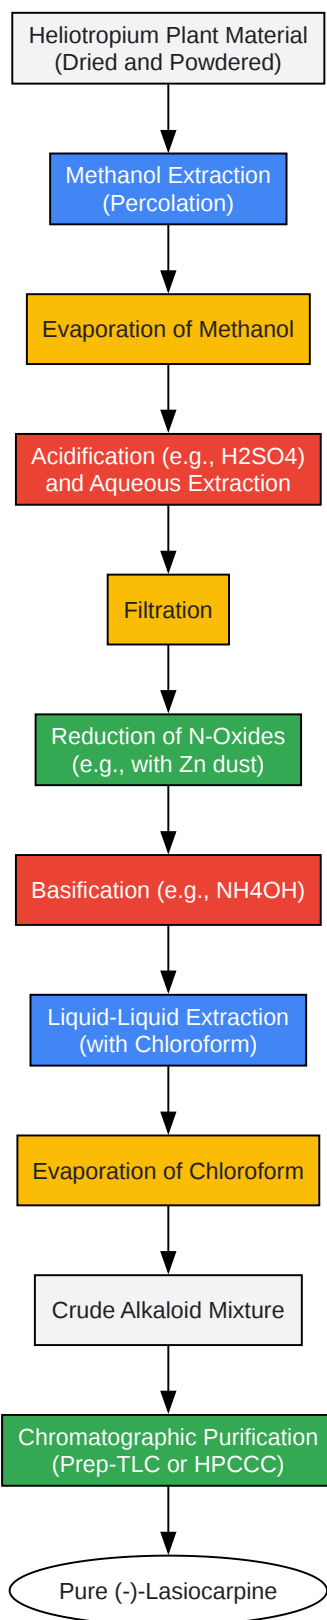 Heliotropium Plant Material
(Dried and Powdered)
Methanol Extraction
(Percolation)
Evaporation of Methanol
Acidification (e.g., H2SO4)
and Aqueous Extraction
Filtration
Reduction of N-Oxides
(e.g., with Zn dust)
Basification (e.g., NH4OH)
Liquid-Liquid Extraction
(with Chloroform)
Evaporation of Chloroform
Crude Alkaloid Mixture
Chromatographic Purification
(Prep-TLC or HPCCC)
Pure (-)-Lasiocarpine